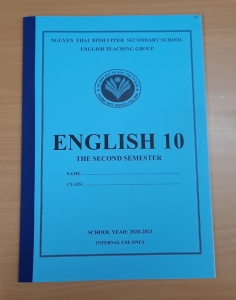 NGUYEN THAI BINH UPPER SECONDARY SCHOOL
ENGLISH TEACHING GROUP
ENGLISH 10
THE SECOND SEMESTER
NAME
CLASS
SCHOOL YEAR: 2020-2021
INTERNAL USE ONLY